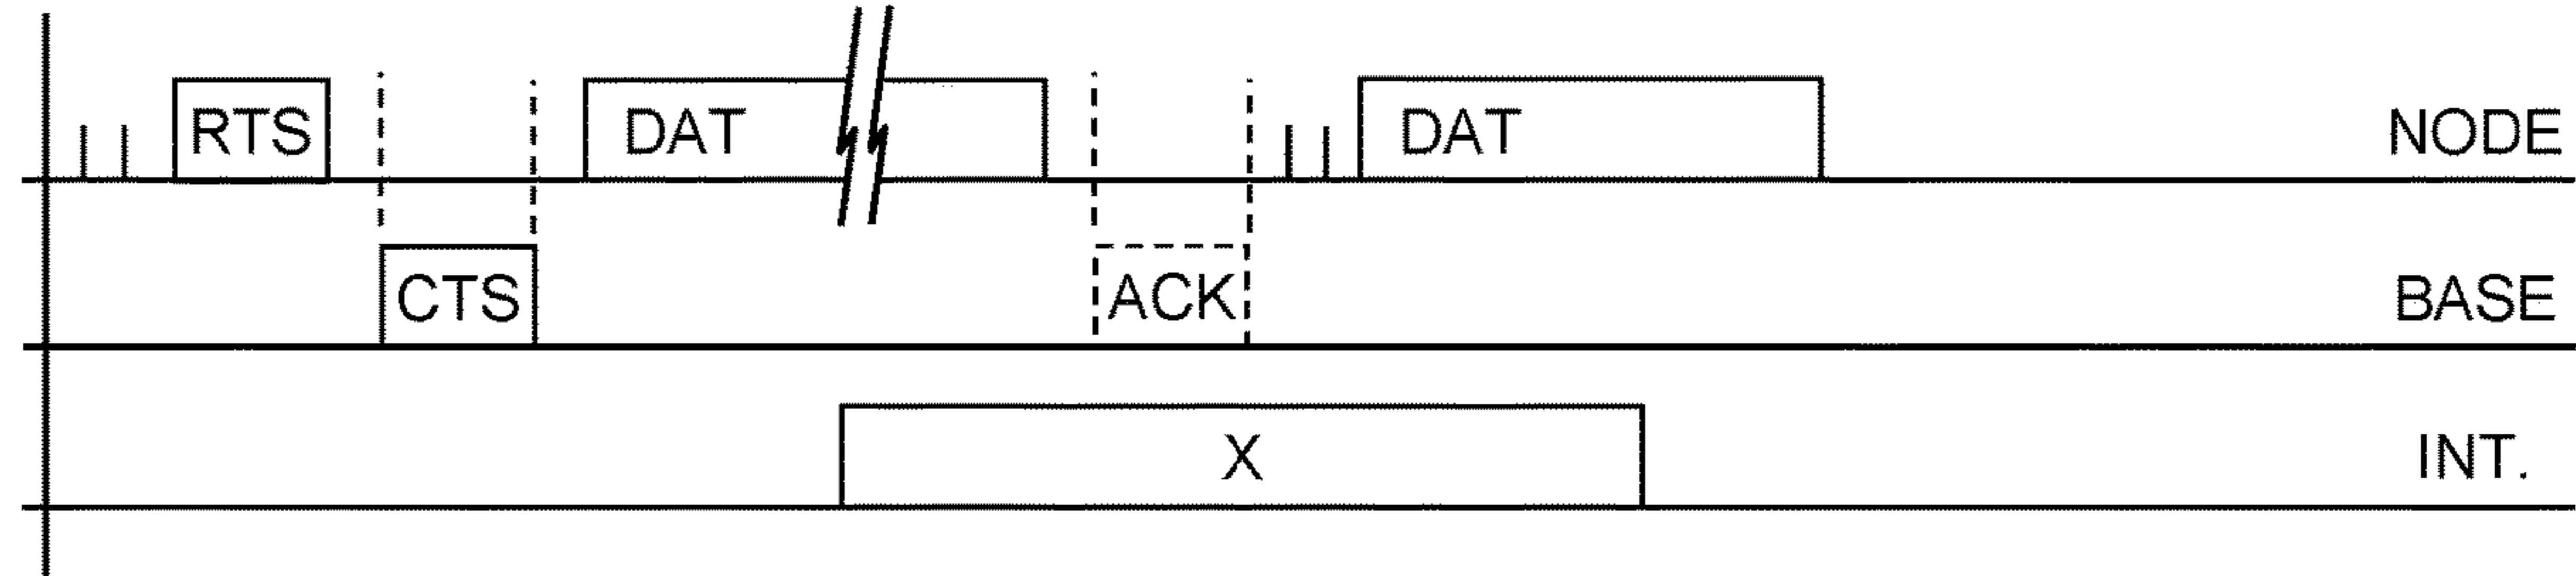 RTS DAT DAT NODE
CTS ACK BASE
X INT.